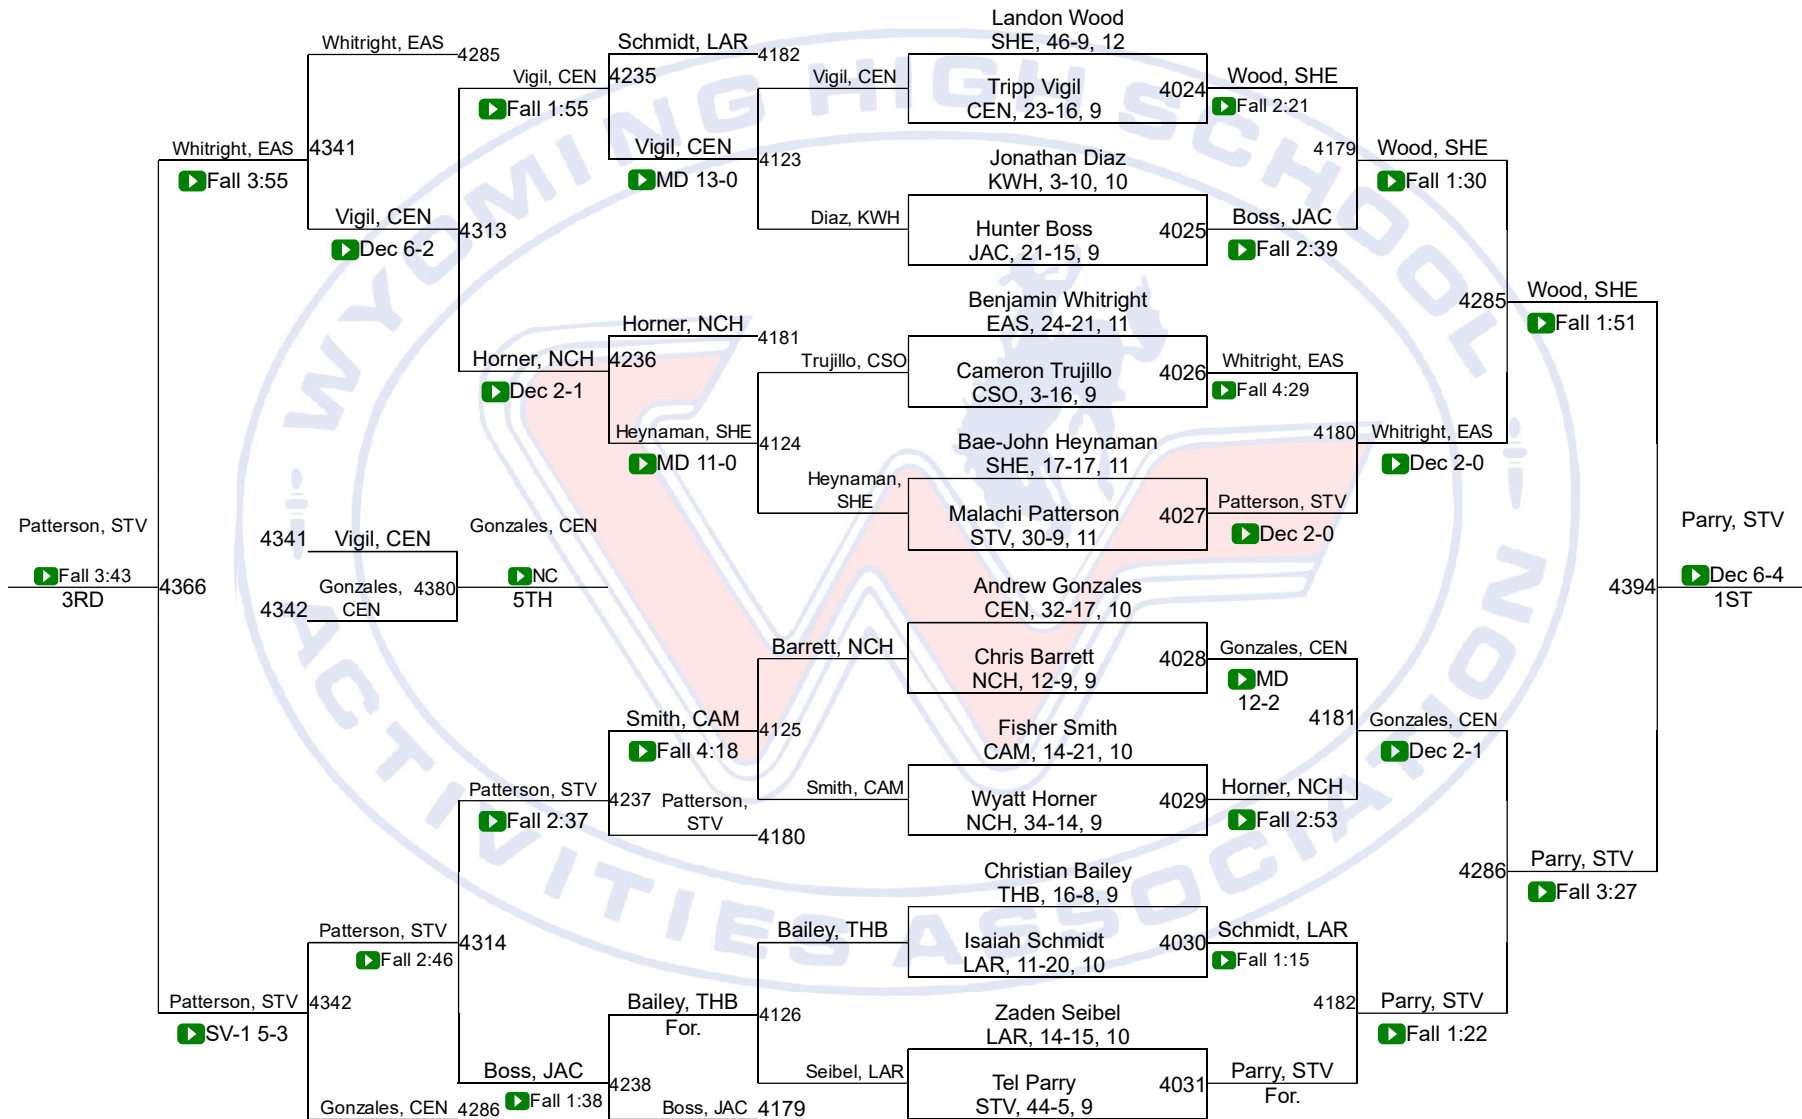 Landon Wood
SHE, 46-9, 12
Whitright, EAS
4285
Schmidt, LAR
4182
Vigil, CEN
4235
Vigil, CEN
Tripp Vigil
CEN, 23-16, 9
4024
Wood, SHE
Fall 2:21
Fall 1:55
Whitright, EAS
4341
Fall 3:55
Vigil, CEN
4123
MD 13-0
Jonathan Diaz
KWH, 3-10, 10
4179
Wood, SHE
Fall 1:30
Vigil, CEN
4313
Dec 6-2
Diaz, KWH
Hunter Boss
JAC, 21-15, 9
4025
Boss, JAC
Fall 2:39
Benjamin Whitright
EAS, 24-21, 11
4285
Wood, SHE
Fall 1:51
Horner, NCH
4181
Horner, NCH
4236
Dec 2-1
Trujillo, CSO
Cameron Trujillo
CSO, 3-16, 9
4026
Whitright, EAS
Fall 4:29
Heynaman, SHE
4124
MD 11-0
Bae-John Heynaman
SHE, 17-17, 11
4180
Whitright, EAS
Dec 2-0
Heynaman,
SHE
Malachi Patterson
STV, 30-9, 11
4027
Patterson, STV
Dec 2-0
Patterson, STV
Fall 3:43
3RD
4366
4341
Vigil, CEN
Gonzales, CEN
4342
Gonzales,
CEN
4380
NC
5TH
Parry, STV
4394
Dec 6-4
1ST
Andrew Gonzales
CEN, 32-17, 10
Barrett, NCH
Chris Barrett
NCH, 12-9, 9
4028
Gonzales, CEN
MD
12-2
Smith, CAM
4125
Fall 4:18
Fisher Smith
CAM, 14-21, 10
4181
Gonzales, CEN
Dec 2-1
Patterson, STV
4237
Fall 2:37
Patterson,
STV
4180
Smith, CAM
Wyatt Horner
NCH, 34-14, 9
4029
Horner, NCH
Fall 2:53
Christian Bailey
THB, 16-8, 9
4286
Parry, STV
Fall 3:27
Patterson, STV
4314
Fall 2:46
Bailey, THB
Isaiah Schmidt
LAR, 11-20, 10
4030
Schmidt, LAR
Fall 1:15
Patterson, STV
4342
SV-1 5-3
Bailey, THB
For.
4126
Zaden Seibel
LAR, 14-15, 10
4182
Parry, STV
Fall 1:22
Boss, JAC
4238
Fall 1:38
Seibel, LAR
Tel Parry
STV, 44-5, 9
4031
Parry, STV
For.
Gonzales, CEN
4286
Boss, JAC
4179
WYOMING HIGH SCHOOL
ACTIVITIES ASSOCIATION